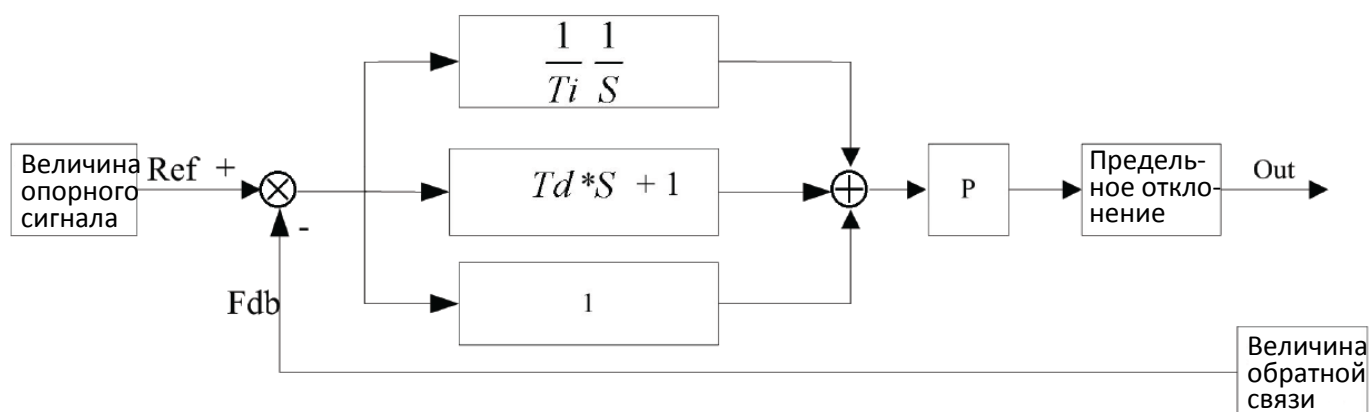 1 1
Ti S
Величина
опорного
сигнала
Ref +
Td*S + 1
P
Предель-
ное откло-
нение
Out
-
Fdb
1
Величина
обратной
связи